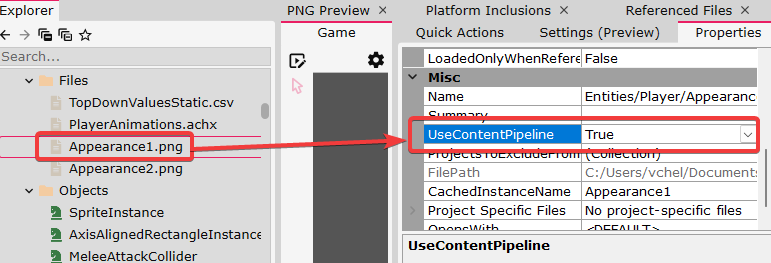 Explorer
Search...
Files
TopDownValuesStatic.csv
PlayerAnimations.achx
Appearance1.png
Appearance2.png
Objects
SpriteInstance
AxisAlignedRectangleInstance
MeleeAttackCollider
PNG Preview
Game
Platform Inclusions
Referenced Files
Quick Actions
Settings (Preview)
Properties
LoadedOnlyWhenRefere False
Misc
Name Entities/Player/Appearanc
Summary
UseContentPipeline True
ProjectsToExcludeFrom (Collection)
FilePath C:/Users/vchel/Documents
CachedInstanceName Appearance1
Project Specific Files No project-specific files
OpensWith <DEFAULT>
UseContentPipeline